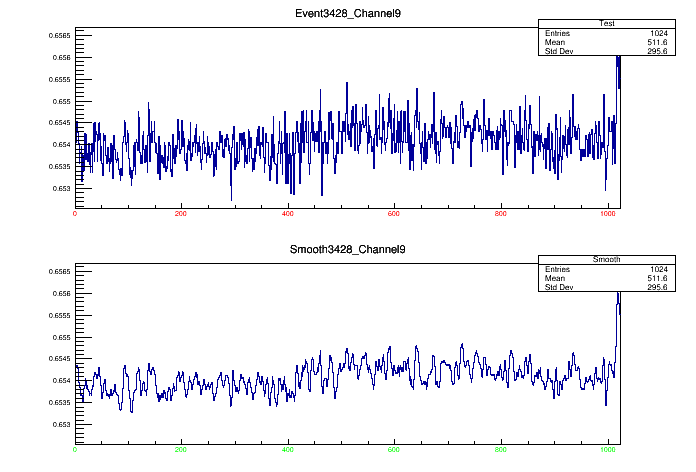 Event3428_Channel9
Test
Entries 1024
Mean 511.6
Std Dev 295.6
0.6565
0.656
0.6555
0.655
0.6545
0.654
0.6535
0.653
0 200 400 600 800 1000
Smooth3428_Channel9
Smooth
Entries 1024
Mean 511.6
Std Dev 295.6
0.6565
0.656
0.6555
0.655
0.6545
0.654
0.6535
0.653
0 200 400 600 800 1000